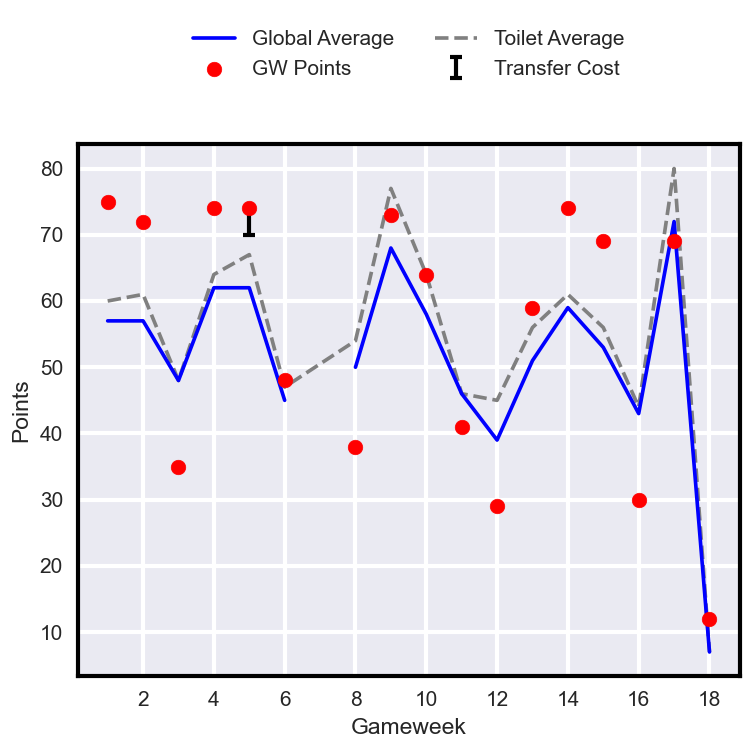 Global Average
Toilet Average
GW Points
Transfer Cost
80
70
60
50
40
30
20
10
Points
2 4 6 8 10 12 14 16 18
Gameweek